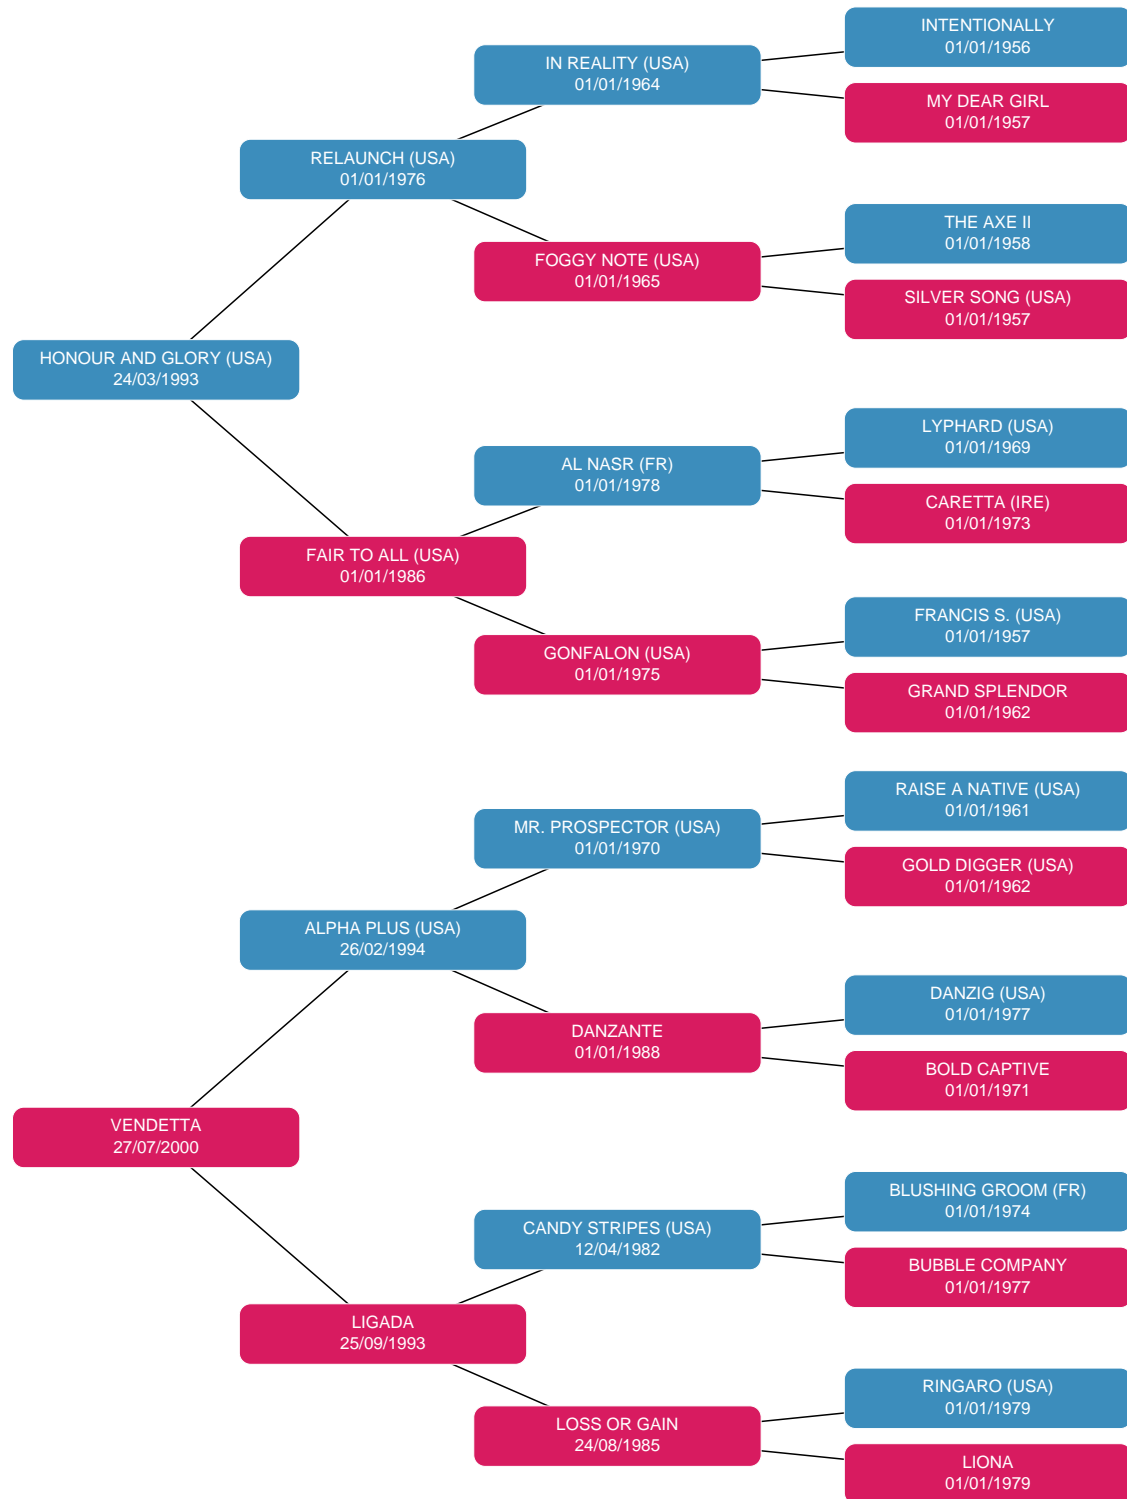 INTENTIONALLY
01/01/1956
IN REALITY (USA)
01/01/1964
MY DEAR GIRL
01/01/1957
RELAUNCH (USA)
01/01/1976
THE AXE II
01/01/1958
FOGGY NOTE (USA)
01/01/1965
SILVER SONG (USA)
01/01/1957
HONOUR AND GLORY (USA)
24/03/1993
LYPHARD (USA)
01/01/1969
AL NASR (FR)
01/01/1978
CARETTA (IRE)
01/01/1973
FAIR TO ALL (USA)
01/01/1986
FRANCIS S. (USA)
01/01/1957
GONFALON (USA)
01/01/1975
GRAND SPLENDOR
01/01/1962
RAISE A NATIVE (USA)
01/01/1961
MR. PROSPECTOR (USA)
01/01/1970
GOLD DIGGER (USA)
01/01/1962
ALPHA PLUS (USA)
26/02/1994
DANZIG (USA)
01/01/1977
DANZANTE
01/01/1988
BOLD CAPTIVE
01/01/1971
VENDETTA
27/07/2000
BLUSHING GROOM (FR)
01/01/1974
CANDY STRIPES (USA)
12/04/1982
BUBBLE COMPANY
01/01/1977
LIGADA
25/09/1993
RINGARO (USA)
01/01/1979
LOSS OR GAIN
24/08/1985
LIONA
01/01/1979